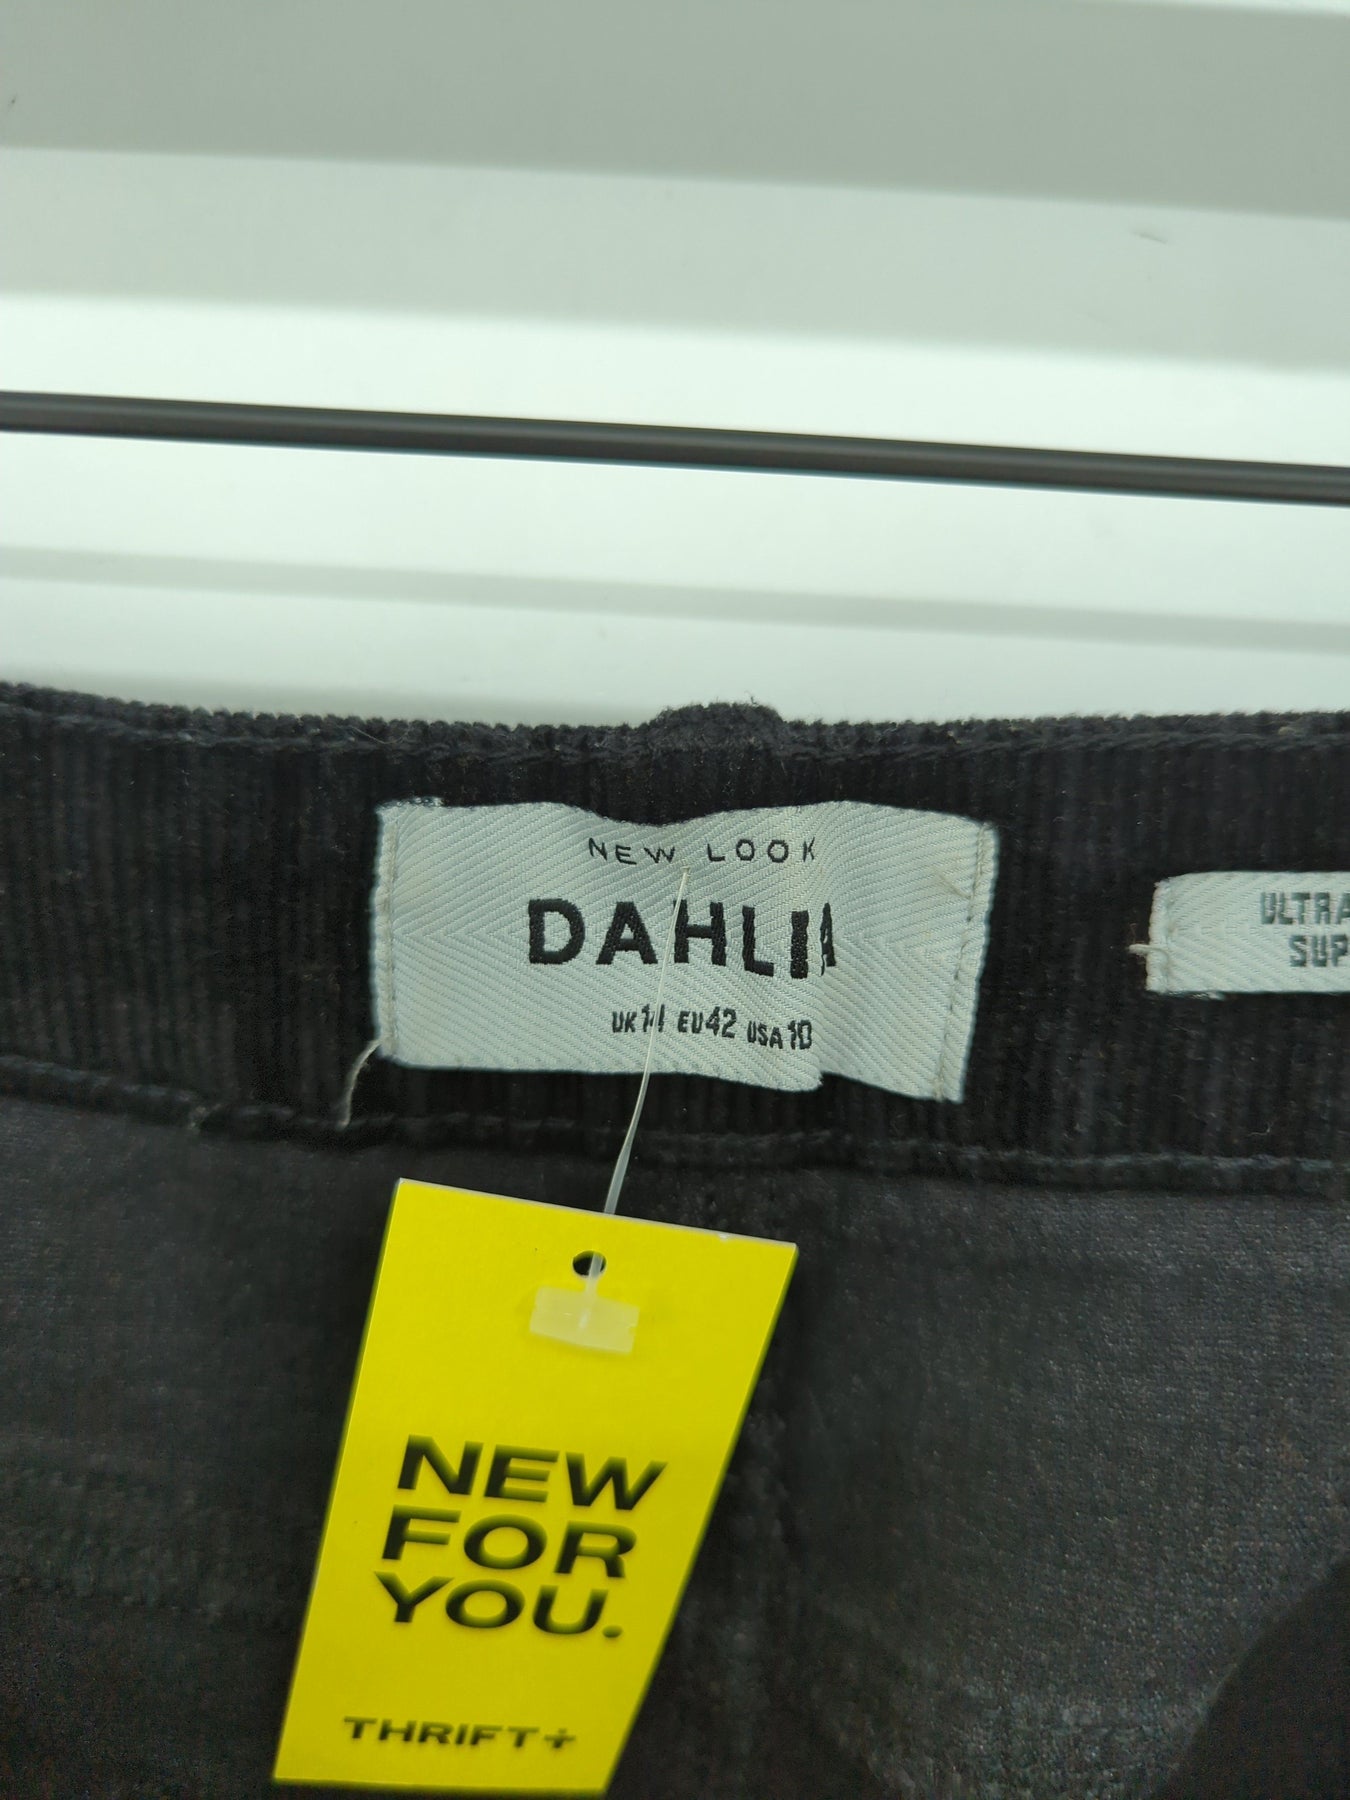 NEW LOOK
DAHLIA
UK 14 EU 42 USA 10
ULTRA
SUP
NEW
FOR
YOU.
THRIFT+